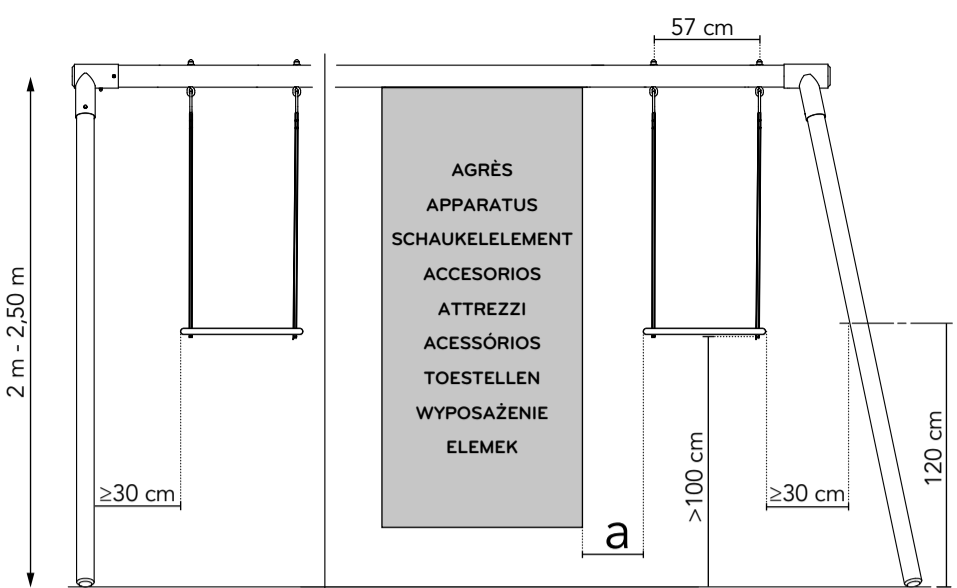 57 cm
2 m - 2,50 m
AGRÈS
APPARATUS
SCHAUKELELEMENT
ACCESORIOS
ATTREZZI
ACESSÓRIOS
TOESTELLEN
WYPOSAŻENIE
ELEMEK
≥30 cm
a
>100 cm
≥30 cm
120 cm